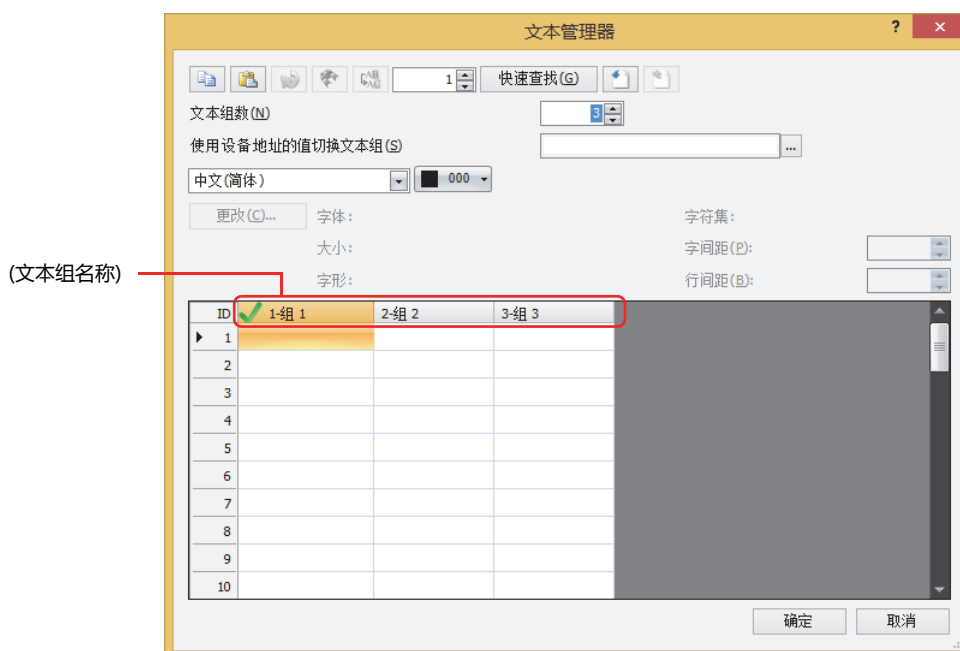 文本管理器
?
1
快速查找(G)
文本组数(N)
3
使用设备地址的值切换文本组(S)
...
中文(简体)
000
更改(C)...
字体:
字符集:
大小:
字间距(P):
字形:
行间距(B):
(文本组名称)
ID
1-组 1
2-组 2
3-组 3
1
2
3
4
5
6
7
8
9
10
确定
取消